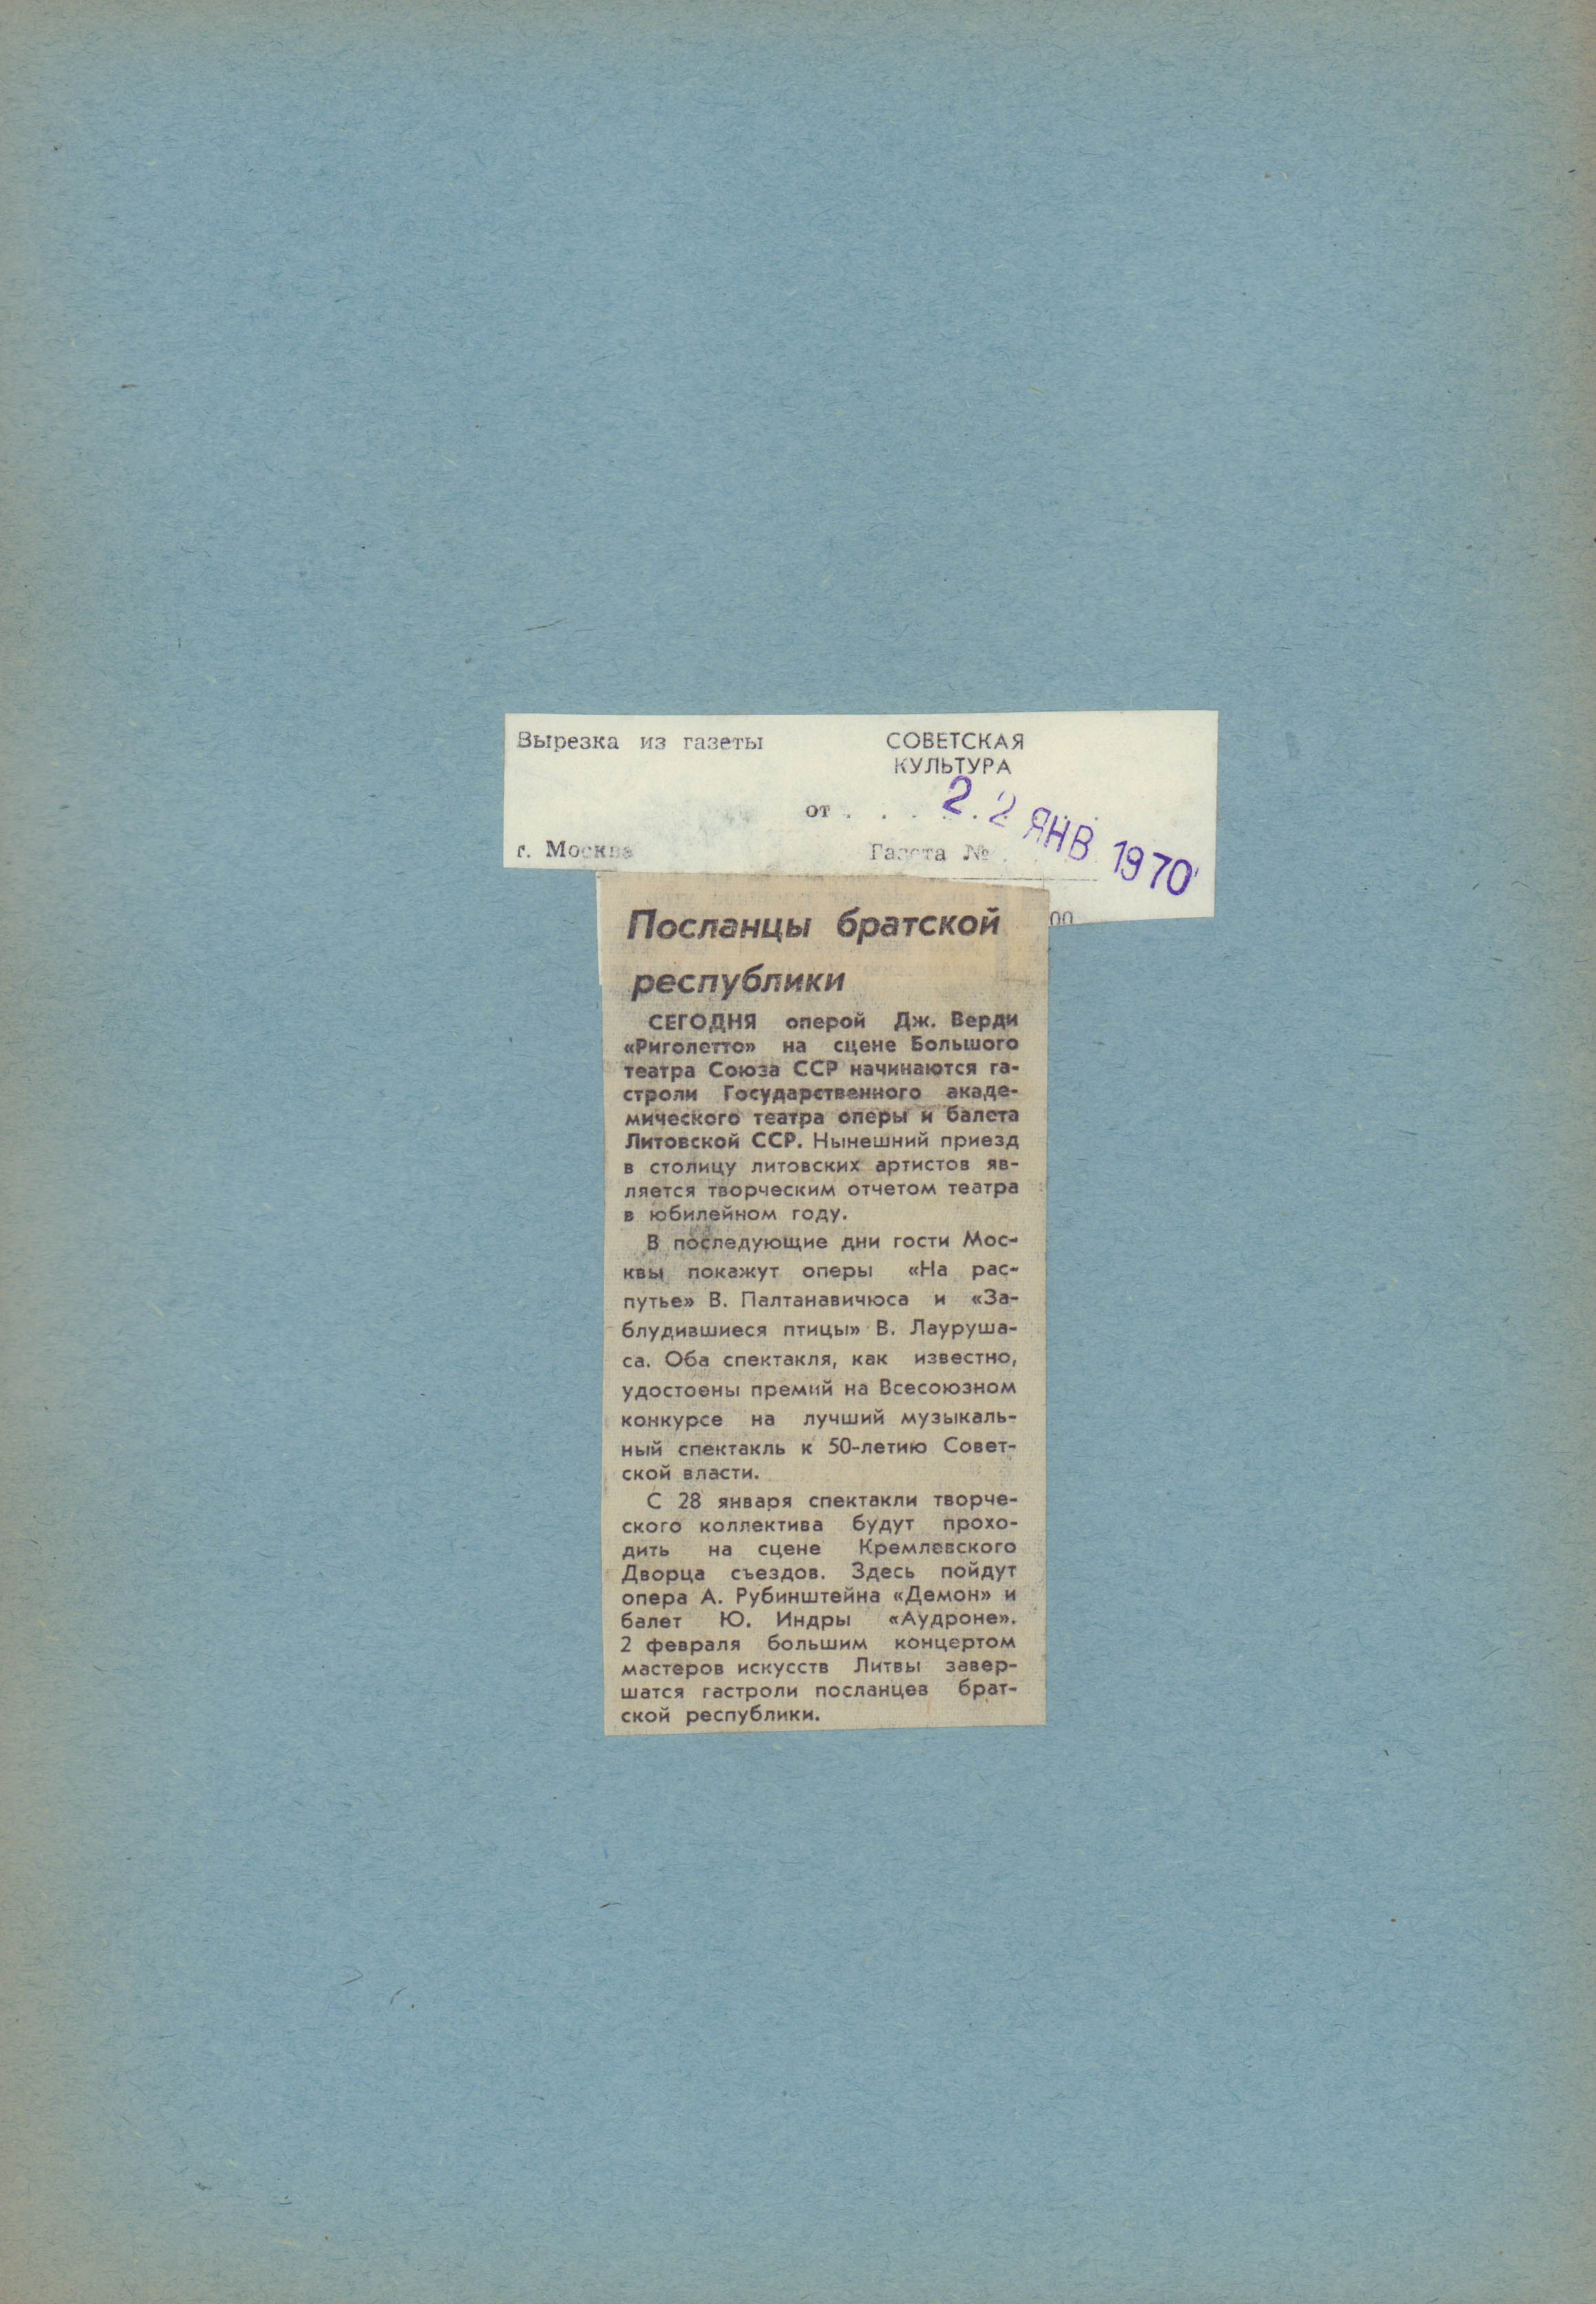 Вырезка из газеты
СОВЕТСКАЯ
КУЛЬТУРА
от . . . . .
22 ЯНВ 1970
г. Москва
Газета №
00
Посланцы братской
республики
СЕГОДНЯ оперой Дж. Верди
«Риголетто» на сцене Большого
театра Союза ССР начинаются га-
строли Государственного акаде-
мического театра оперы и балета
Литовской ССР. Нынешний приезд
в столицу литовских артистов яв-
ляется творческим отчетом театра
в юбилейном году.
В последующие дни гости Мос-
квы покажут оперы «На рас-
путье» В. Палтанавичюса и «За-
блудившиеся птицы» В. Лауруша-
са. Оба спектакля, как известно,
удостоены премий на Всесоюзном
конкурсе на лучший музыкаль-
ный спектакль к 50-летию Совет-
ской власти.
С 28 января спектакли творче-
ского коллектива будут прохо-
дить на сцене Кремлевского
Дворца съездов. Здесь пойдут
опера А. Рубинштейна «Демон» и
балет Ю. Индры «Аудроне».
2 февраля большим концертом
мастеров искусств Литвы завер-
шатся гастроли посланцев брат-
ской республики.